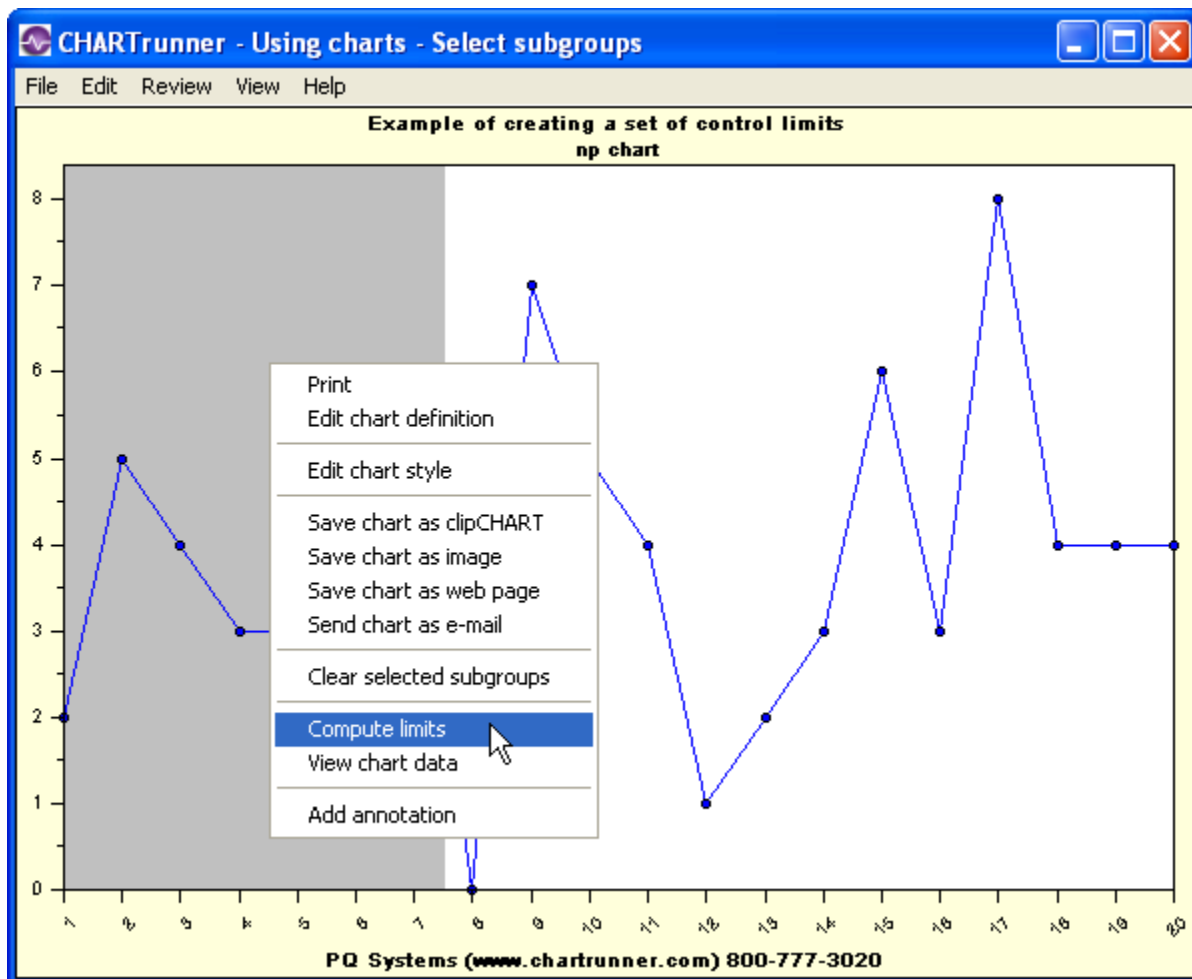 CHARTrunner - Using charts - Select subgroups
File Edit Review View Help
Example of creating a set of control limits
np chart
8
7
6
5
4
3
2
1
0
Print
Edit chart definition
Edit chart style
Save chart as clipCHART
Save chart as image
Save chart as web page
Send chart as e-mail
Clear selected subgroups
Compute limits
View chart data
Add annotation
1 2 3 4 5 6 7 8 9 10 11 12 13 14 15 16 17 18 19 20
PQ Systems (www.chartrunner.com) 800-777-3020